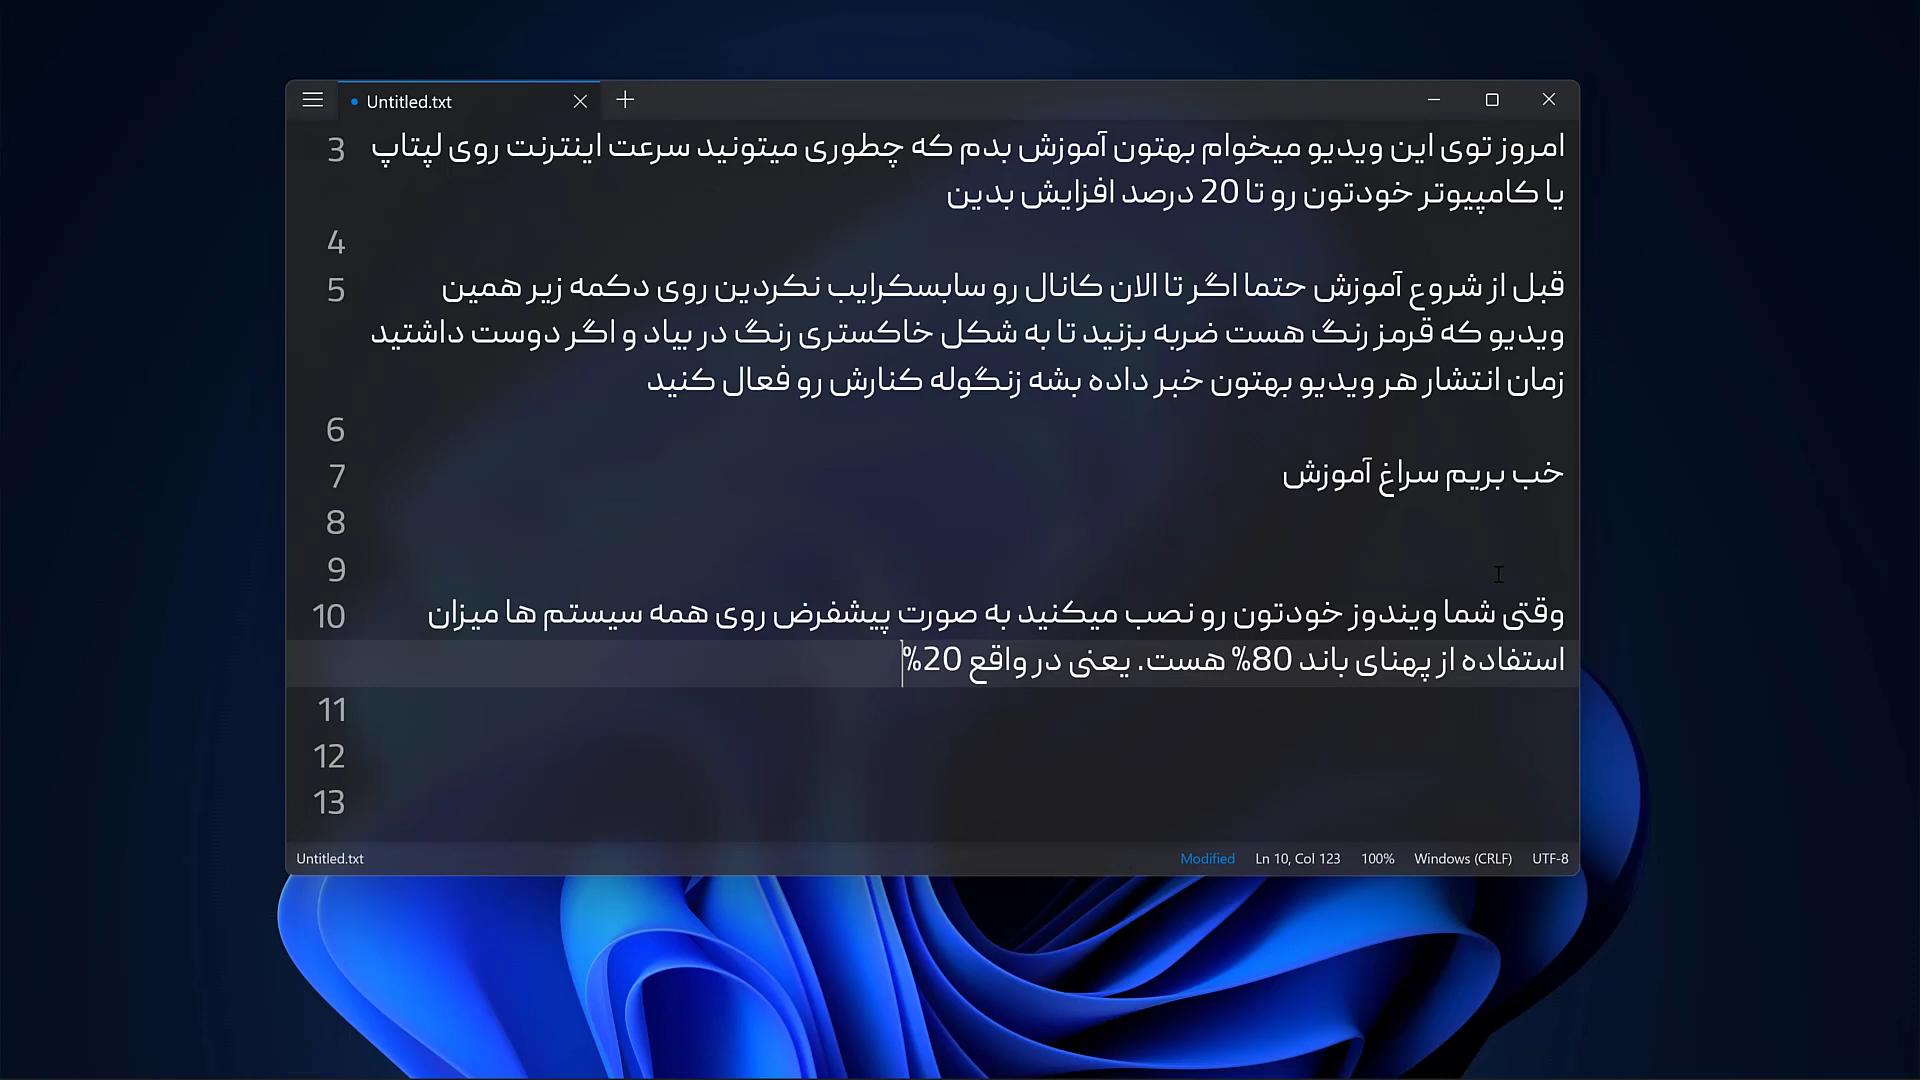 Untitled.txt
3
امروز توی این ویدیو میخوام بهتون آموزش بدم که چطوری میتونید سرعت اینترنت روی لپتاپ
یا کامپیوتر خودتون رو تا 20 درصد افزایش بدین
4
5
قبل از شروع آموزش حتما اگر تا الان کانال رو سابسکرایب نکردین روی دکمه زیر همین
ویدیو که قرمز رنگ هست ضربه بزنید تا به شکل خاکستری رنگ در بیاد و اگر دوست داشتید
زمان انتشار هر ویدیو بهتون خبر داده بشه زنگوله کنارش رو فعال کنید
6
7
خب بریم سراغ آموزش
8
9
10
وقتی شما ویندوز خودتون رو نصب میکنید به صورت پیشفرض روی همه سیستم ها میزان
استفاده از پهنای باند 80% هست. یعنی در واقع 20%
11
12
13
Untitled.txt Modified Ln 10, Col 123 100% Windows (CRLF) UTF-8